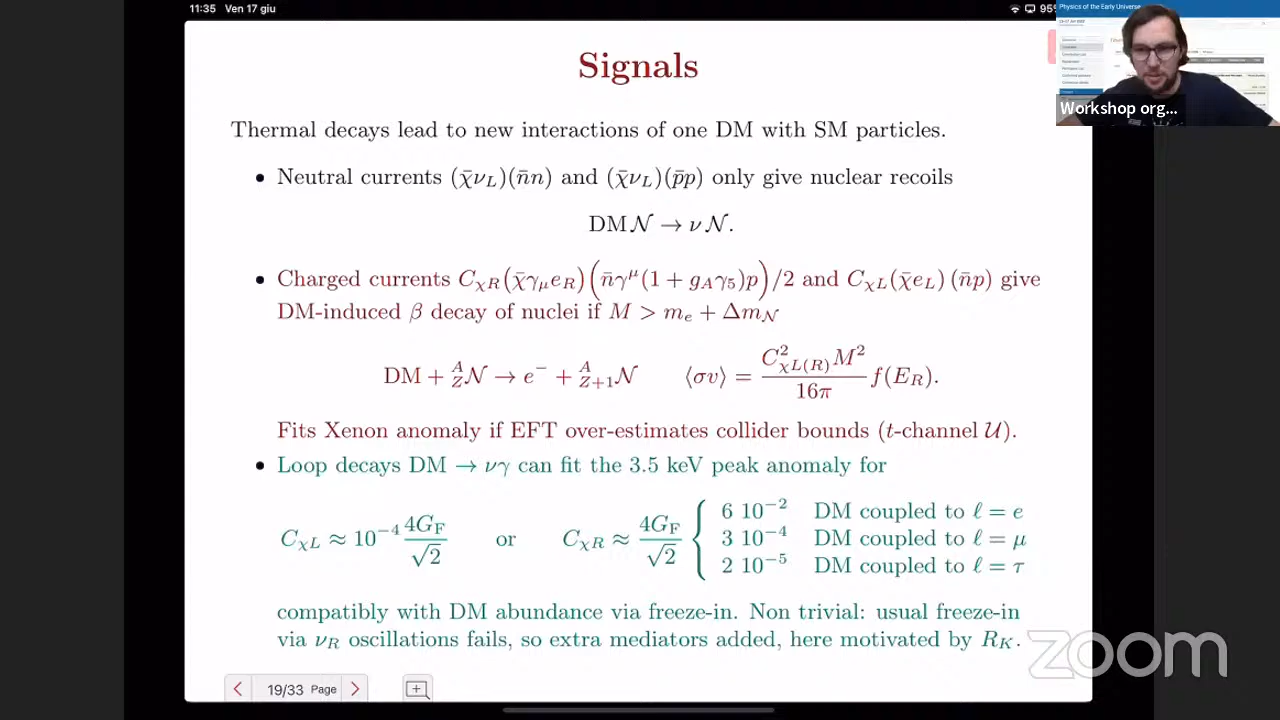 11:35 Ven 17 giu
95%
Physics of the Early Universe
Workshop org...
Signals
Thermal decays lead to new interactions of one DM with SM particles.
• Neutral currents (χ̄ν_L)(n̄n) and (χ̄ν_L)(p̄p) only give nuclear recoils
DM 𝒩 → ν 𝒩.
• Charged currents C_χR(χ̄γ_μe_R)(n̄γ^μ(1 + g_Aγ_5)p)/2 and C_χL(χ̄e_L)(n̄p) give
DM-induced β decay of nuclei if M > m_e + Δm_𝒩
DM + ^A_Z𝒩 → e^- + ^A_{Z+1}𝒩    ⟨σv⟩ = C²_χL(R) M² / 16π f(E_R).
Fits Xenon anomaly if EFT over-estimates collider bounds (t-channel 𝒰).
• Loop decays DM → νγ can fit the 3.5 keV peak anomaly for
C_χL ≈ 10^-4 4G_F/√2 or C_χR ≈ 4G_F/√2 { 6 10^-2 DM coupled to ℓ = e
3 10^-4 DM coupled to ℓ = μ
2 10^-5 DM coupled to ℓ = τ
compatibly with DM abundance via freeze-in. Non trivial: usual freeze-in
via ν_R oscillations fails, so extra mediators added, here motivated by R_K.
zoom
19/33 Page